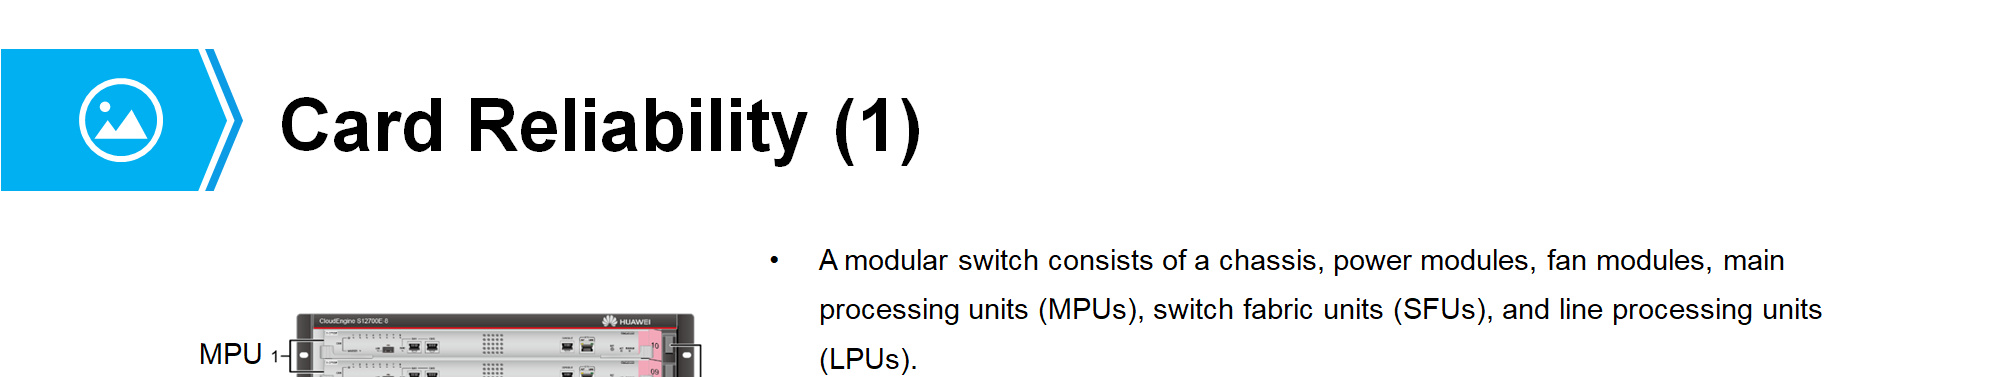 Card Reliability (1)
• A modular switch consists of a chassis, power modules, fan modules, main
processing units (MPUs), switch fabric units (SFUs), and line processing units
(LPUs).
CloudEngine S12700E-8
HUAWEI
MPU 1
10
09